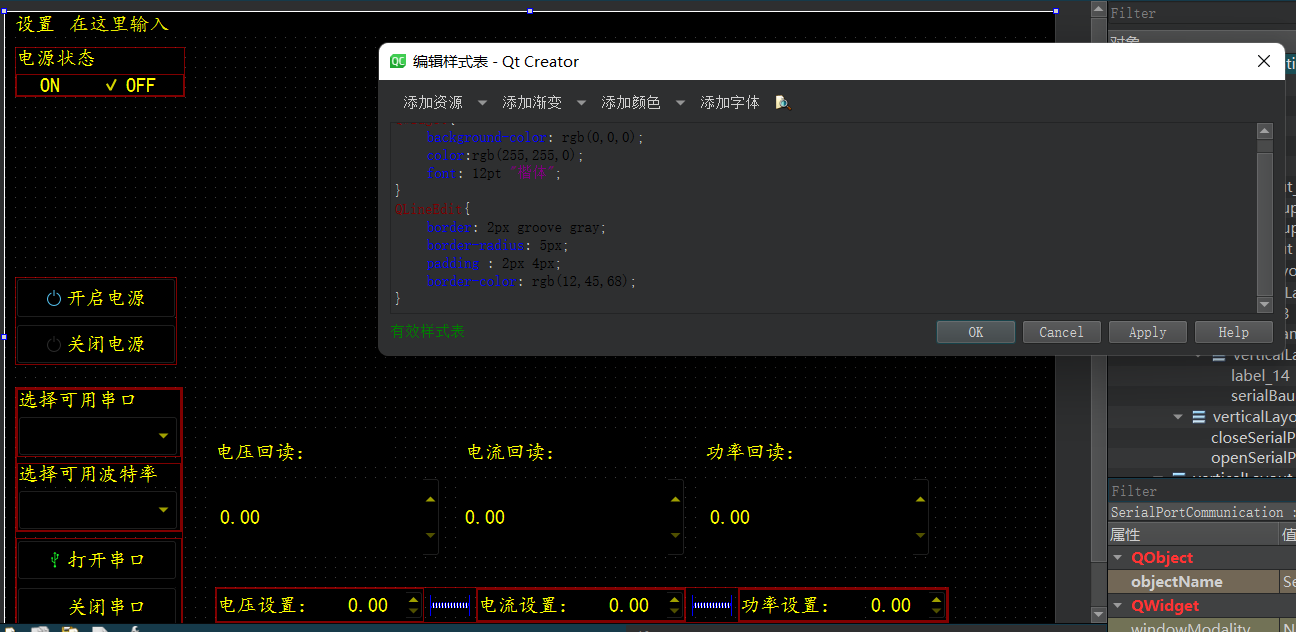 设置 在这里输入
电源状态
ON ✓ OFF
开启电源
关闭电源
选择可用串口
选择可用波特率
打开串口
关闭串口
电压回读: 电流回读: 功率回读:
0.00 0.00 0.00
电压设置: 0.00 电流设置: 0.00 功率设置: 0.00
编辑样式表 - Qt Creator
添加资源 添加渐变 添加颜色 添加字体
background-color: rgb(0,0,0);
color:rgb(255,255,0);
font: 12pt
}
QLineEdit{
border: 2px groove gray;
border-radius: 5px;
padding : 2px 4px;
border-color: rgb(12,45,68);
}
有效样式表
OK Cancel Apply Help
Filter
对象
label_14
serialBau
verticalLayo
closeSerialP
openSerialP
Filter
SerialPortCommunication :
属性 值
QObject
objectName Se
QWidget
windowModality